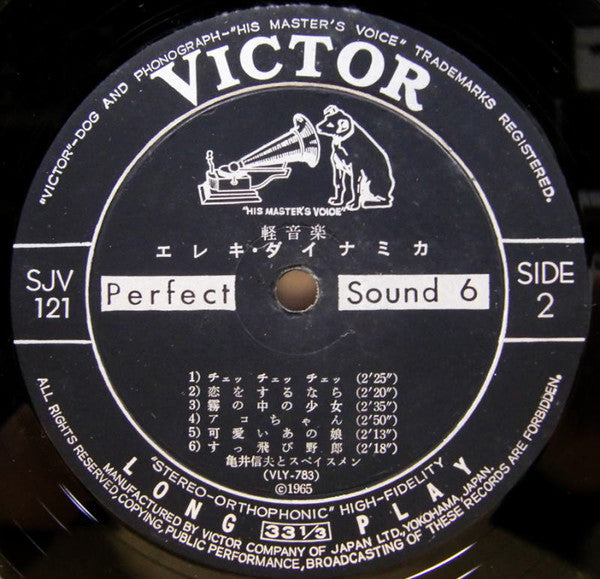 "VICTOR"-DOG AND PHONOGRAPH-"HIS MASTER'S VOICE" TRADEMARKS REGISTERED.
VICTOR
"HIS MASTER'S VOICE"
軽音楽
エレキ・ダイナミカ
SJV 121
Perfect Sound 6
SIDE 2
1) チェッ チェッ チェッ (2'25")
2) 恋をするなら (2'20")
3) 霧の中の少女 (2'35")
4) アコちゃん (2'50")
5) 可愛いあの娘 (2'13")
6) すっ飛び野郎 (2'18")
亀井信夫とスペイスメン
(VLY-783)
©1965
"STEREO-ORTHOPHONIC" HIGH-FIDELITY
LONG 33 1/3 PLAY
ALL RIGHTS RESERVED, COPYING, PUBLIC PERFORMANCE, BROADCASTING OF THESE RECORDS ARE FORBIDDEN.
MANUFACTURED BY VICTOR COMPANY OF JAPAN LTD., YOKOHAMA, JAPAN.